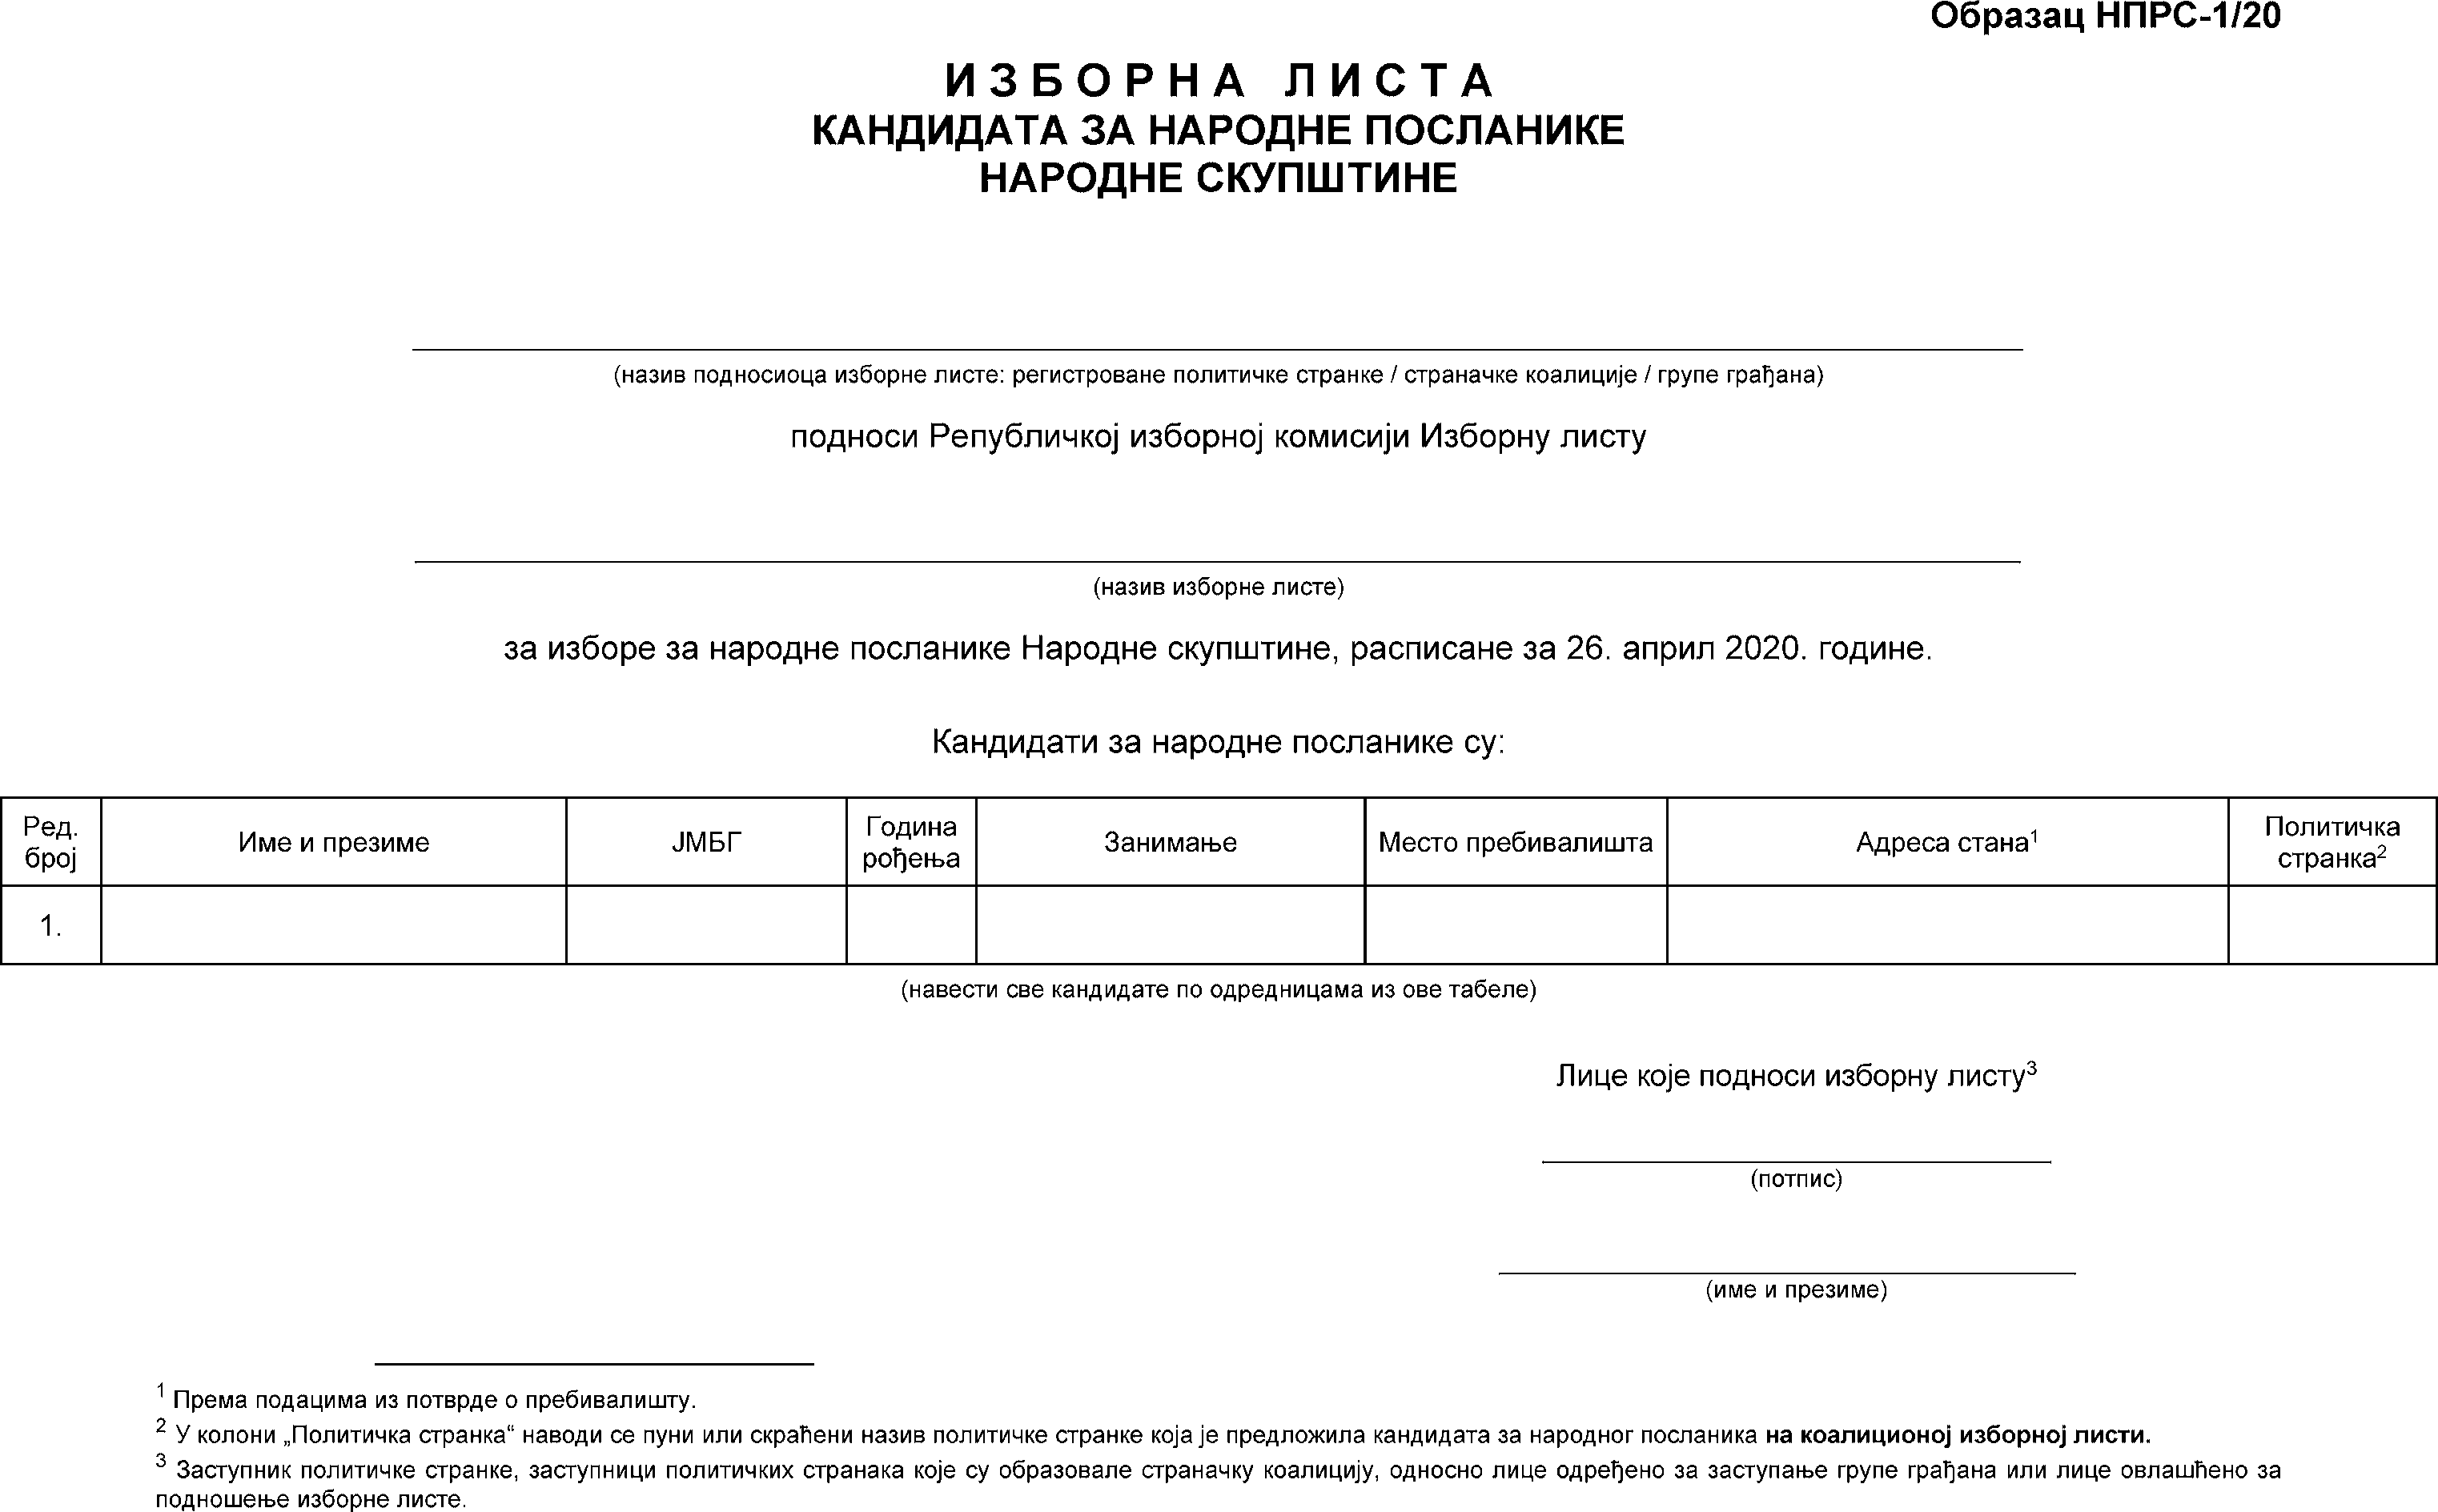 Образац НПРС-1/20
ИЗБОРНА ЛИСТА
КАНДИДАТА ЗА НАРОДНЕ ПОСЛАНИКЕ
НАРОДНЕ СКУПШТИНЕ
(назив подносиоца изборне листе: регистроване политичке странке / страначке коалиције / групе грађана)
подноси Републичкој изборној комисији Изборну листу
(назив изборне листе)
за изборе за народне посланике Народне скупштине, расписане за 26. април 2020. године.
Кандидати за народне посланике су:
Ред. број
Име и презиме
ЈМБГ
Година рођења
Занимање
Место пребивалишта
Адреса стана¹
Политичка странка²
1.
(навести све кандидате по одредницама из ове табеле)
Лице које подноси изборну листу³
(потпис)
(име и презиме)
¹ Према подацима из потврде о пребивалишту.
² У колони „Политичка странка“ наводи се пуни или скраћени назив политичке странке која је предложила кандидата за народног посланика на коалиционој изборној листи.
³ Заступник политичке странке, заступници политичких странака које су образовале страначку коалицију, односно лице одређено за заступање групе грађана или лице овлашћено за
подношење изборне листе.